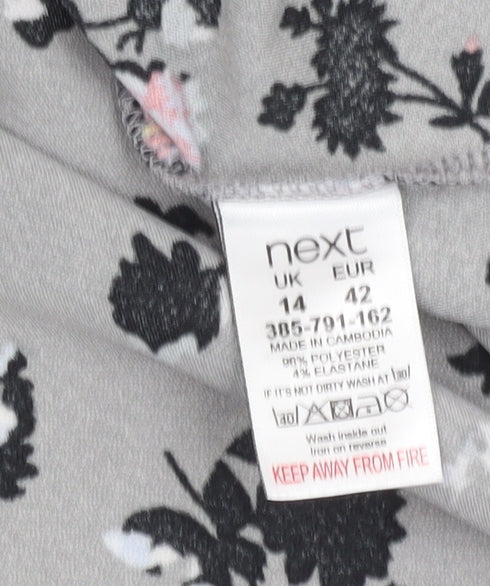 next
UK EUR
14 42
385-791-162
MADE IN CAMBODIA
96% POLYESTER
4% ELASTANE
IF IT'S NOT DIRTY WASH AT 30
40
Wash inside out
Iron on reverse
KEEP AWAY FROM FIRE